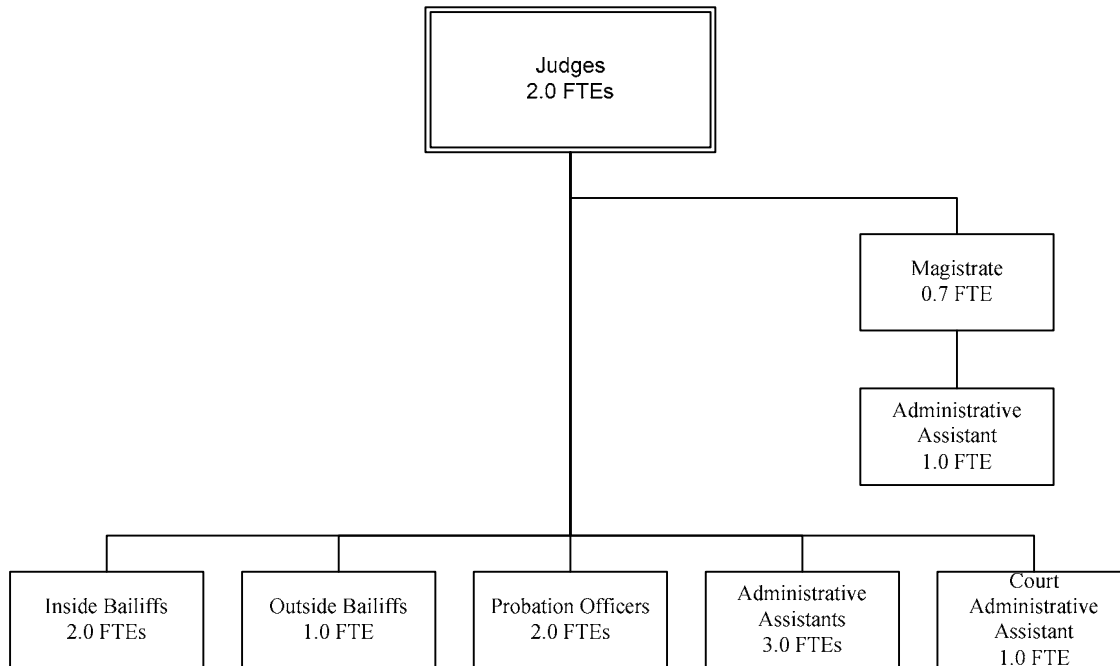 Judges
2.0 FTEs
Magistrate
0.7 FTE
Administrative
Assistant
1.0 FTE
Inside Bailiffs
2.0 FTEs
Outside Bailiffs
1.0 FTE
Probation Officers
2.0 FTEs
Administrative
Assistants
3.0 FTEs
Court
Administrative
Assistant
1.0 FTE